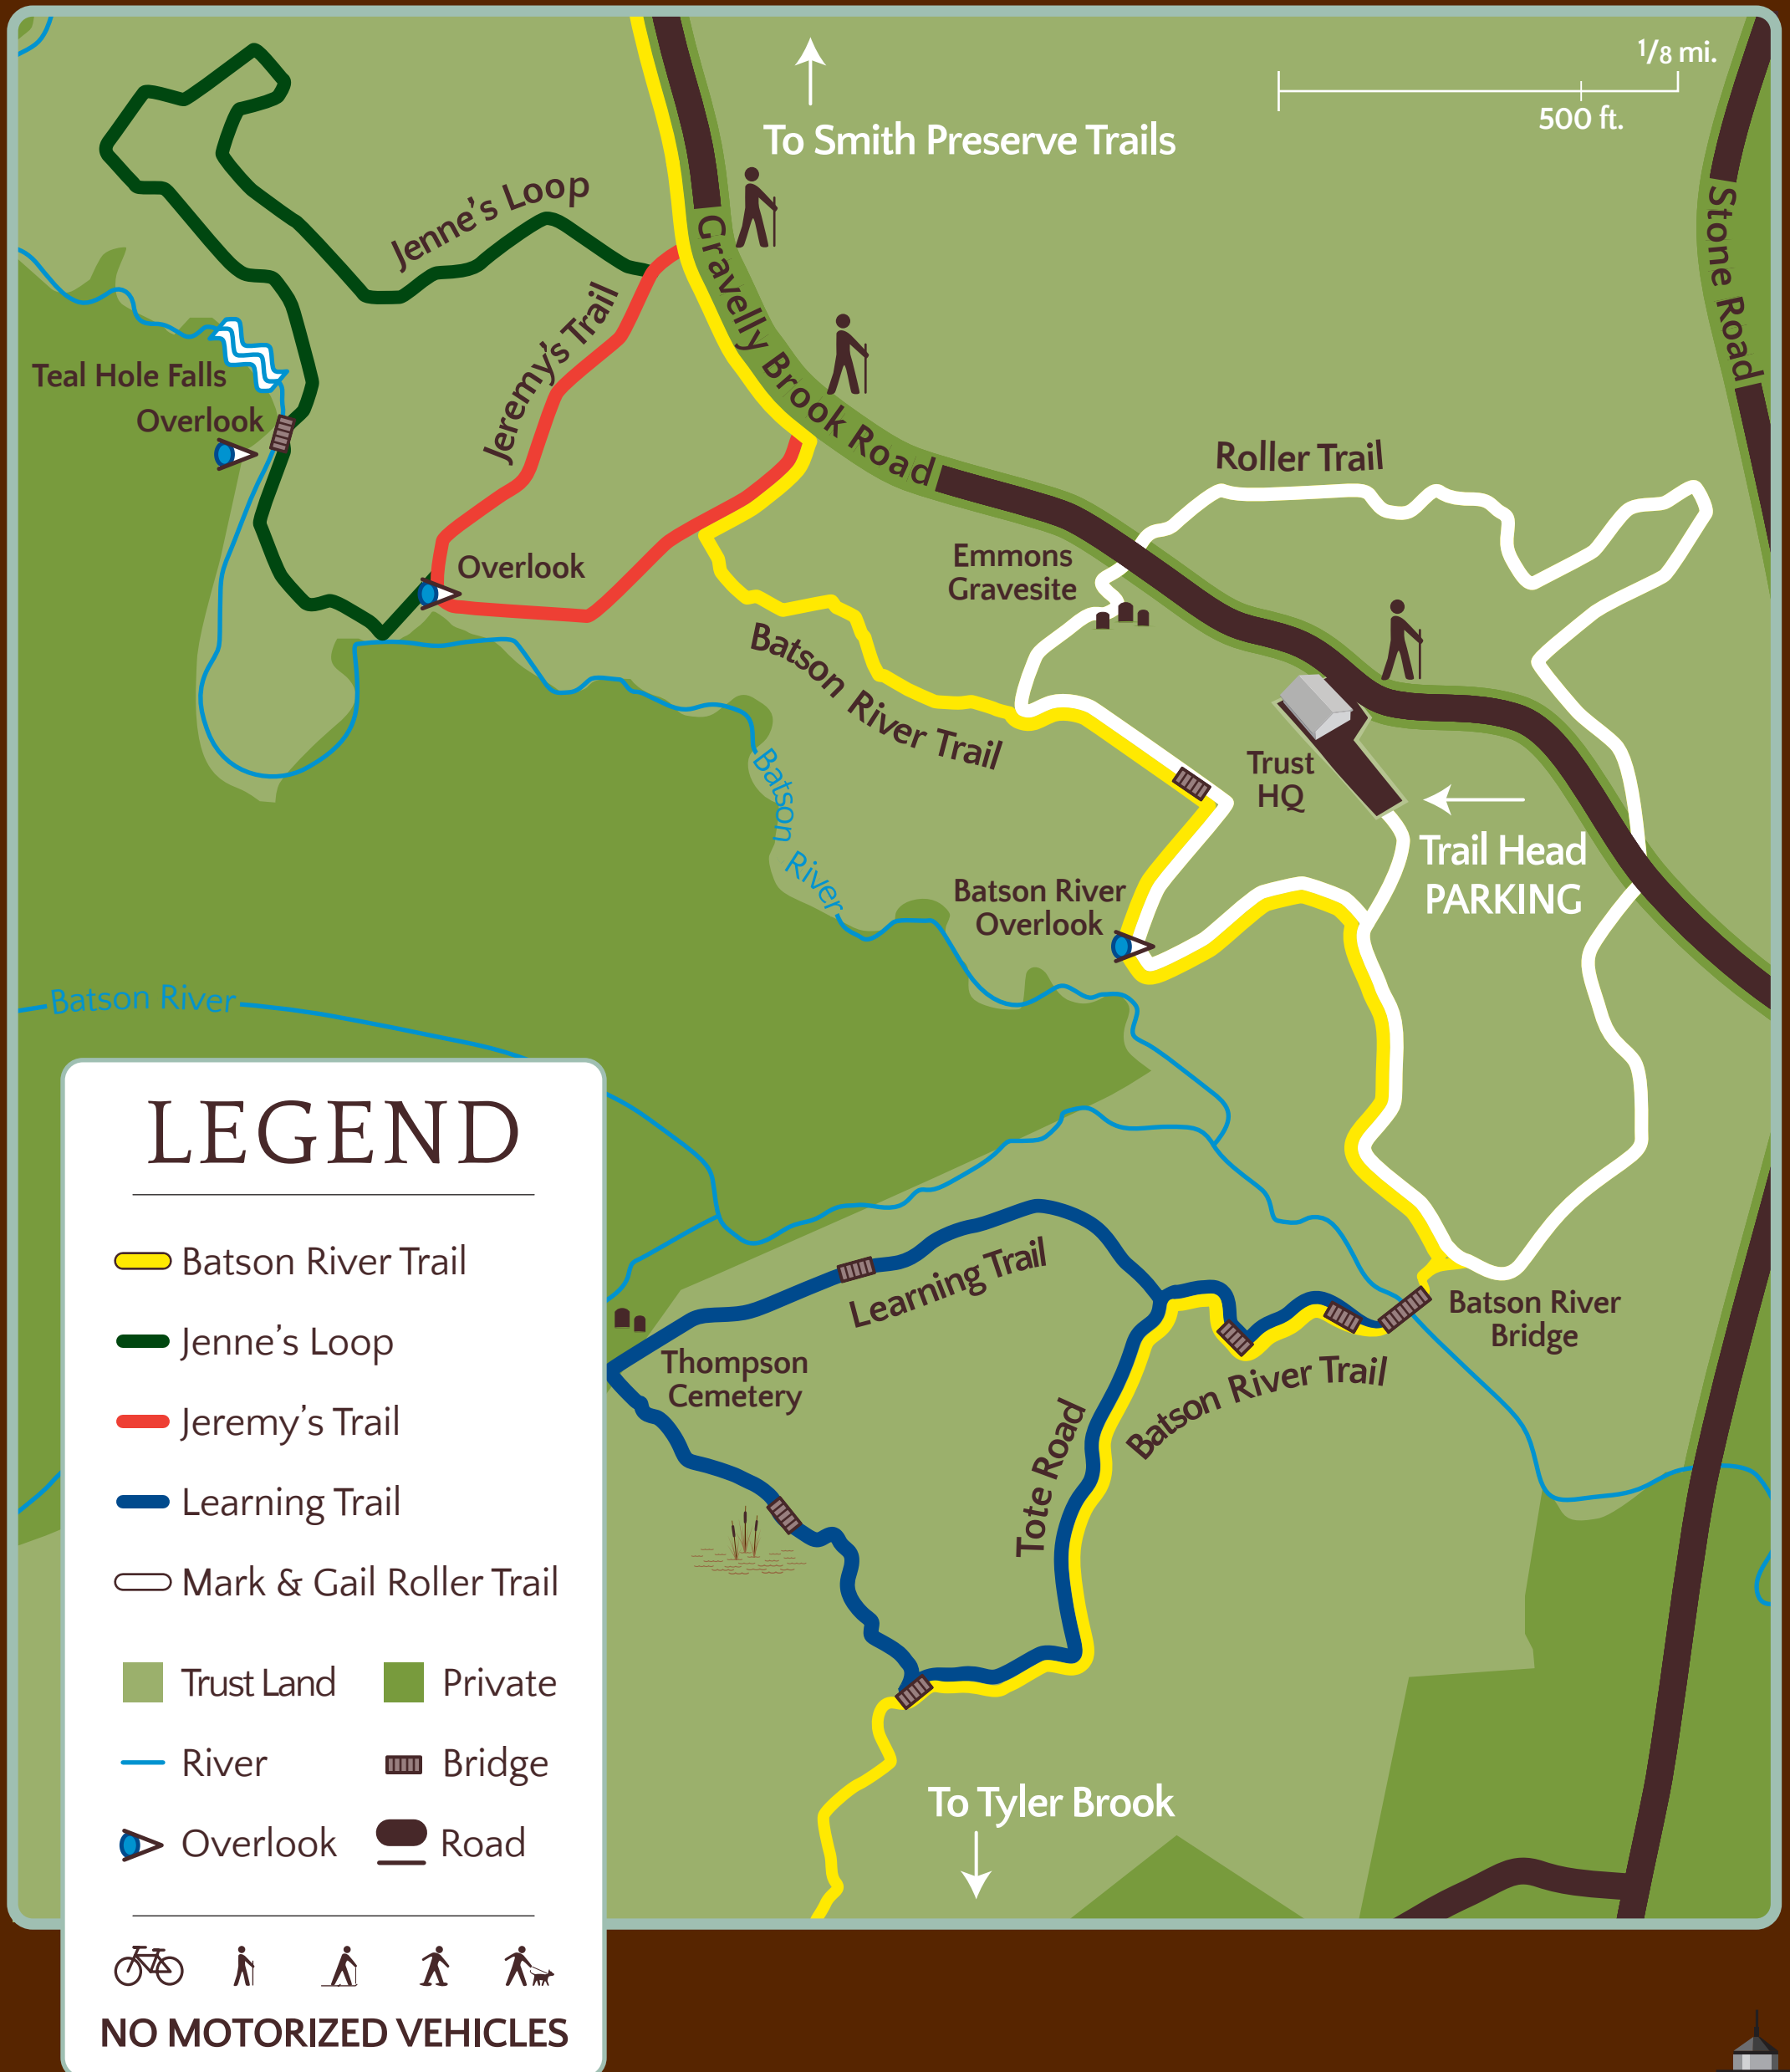 1/8 mi.
500 ft.
To Smith Preserve Trails
Stone Road
Jenne's Loop
Gravelly Brook Road
Jeremy's Trail
Teal Hole Falls
Overlook
Roller Trail
Overlook
Emmons
Gravesite
Batson River Trail
Trust
HQ
Batson River
Trail Head
PARKING
Batson River
Overlook
Batson River
LEGEND
Batson River Trail
Jenne's Loop
Jeremy's Trail
Learning Trail
Mark & Gail Roller Trail
Trust Land
Private
River
Bridge
Overlook
Road
NO MOTORIZED VEHICLES
Learning Trail
Batson River
Bridge
Thompson
Cemetery
Batson River Trail
Tote Road
To Tyler Brook